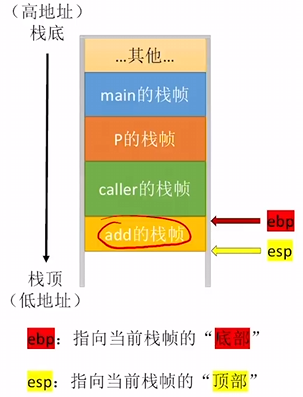 （高地址）
栈底
...其他...
main的栈帧
P的栈帧
caller的栈帧
ebp
add的栈帧
esp
栈顶
（低地址）
ebp：指向当前栈帧的“底部”
esp：指向当前栈帧的“顶部”